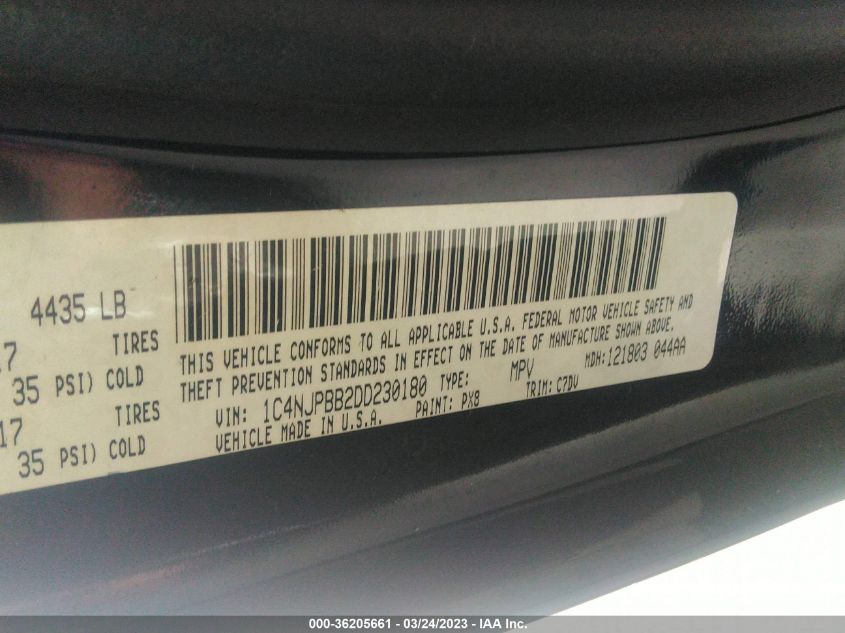 4435 LB
THIS VEHICLE CONFORMS TO ALL APPLICABLE U.S.A. FEDERAL MOTOR VEHICLE SAFETY AND
THEFT PREVENTION STANDARDS IN EFFECT ON THE DATE OF MANUFACTURE SHOWN ABOVE.
17 TIRES
35 PSI) COLD
17 TIRES
35 PSI) COLD
VIN: 1C4NJPBB2DD230180 TYPE: MPV MDH: 121803 044AA
VEHICLE MADE IN U.S.A. PAINT: PX8 TRIM: C7DV
000-36205661 - 03/24/2023 - IAA Inc.